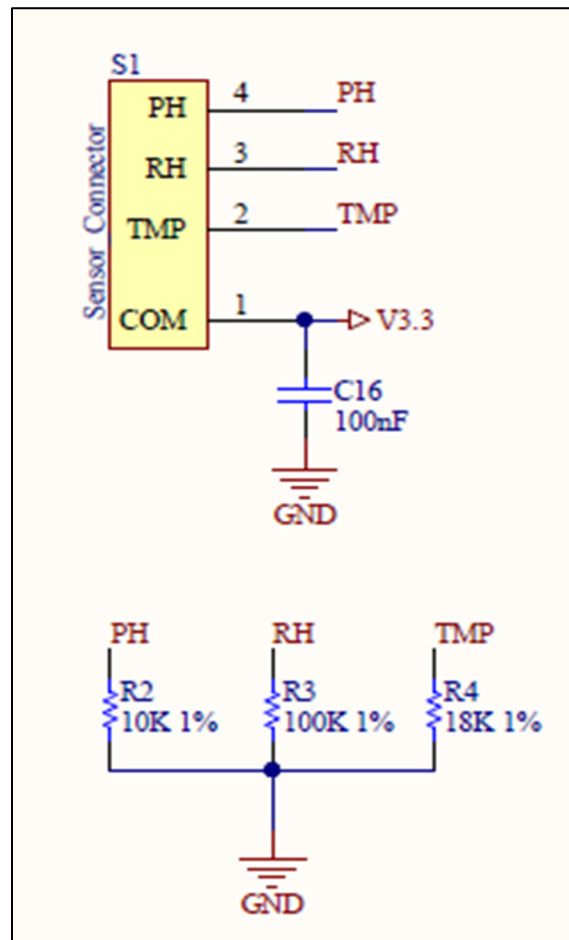 S1
Sensor Connector
PH 4 PH
RH 3 RH
TMP 2 TMP
COM 1 V3.3
C16
100nF
GND
PH RH TMP
R2 R3 R4
10K 1% 100K 1% 18K 1%
GND